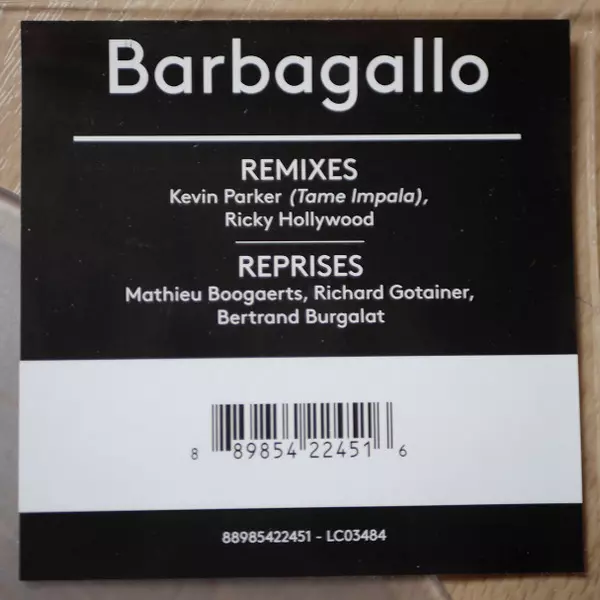 Barbagallo
REMIXES
Kevin Parker (Tame Impala),
Ricky Hollywood
REPRISES
Mathieu Boogaerts, Richard Gotainer,
Bertrand Burgalat
8 89854 22451 6
88985422451 - LC03484